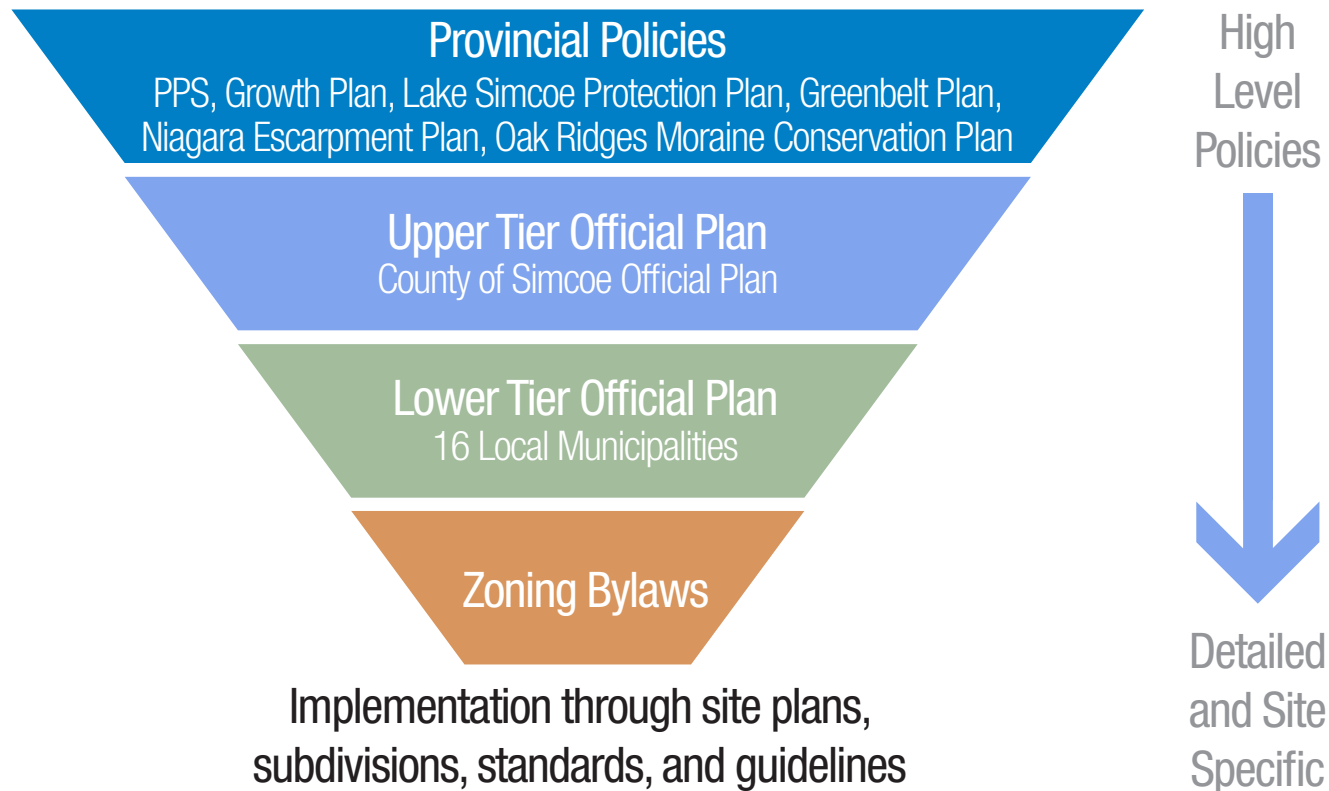 Provincial Policies
PPS, Growth Plan, Lake Simcoe Protection Plan, Greenbelt Plan,
Niagara Escarpment Plan, Oak Ridges Moraine Conservation Plan
Upper Tier Official Plan
County of Simcoe Official Plan
Lower Tier Official Plan
16 Local Municipalities
Zoning Bylaws
Implementation through site plans,
subdivisions, standards, and guidelines
High
Level
Policies
Detailed
and Site
Specific